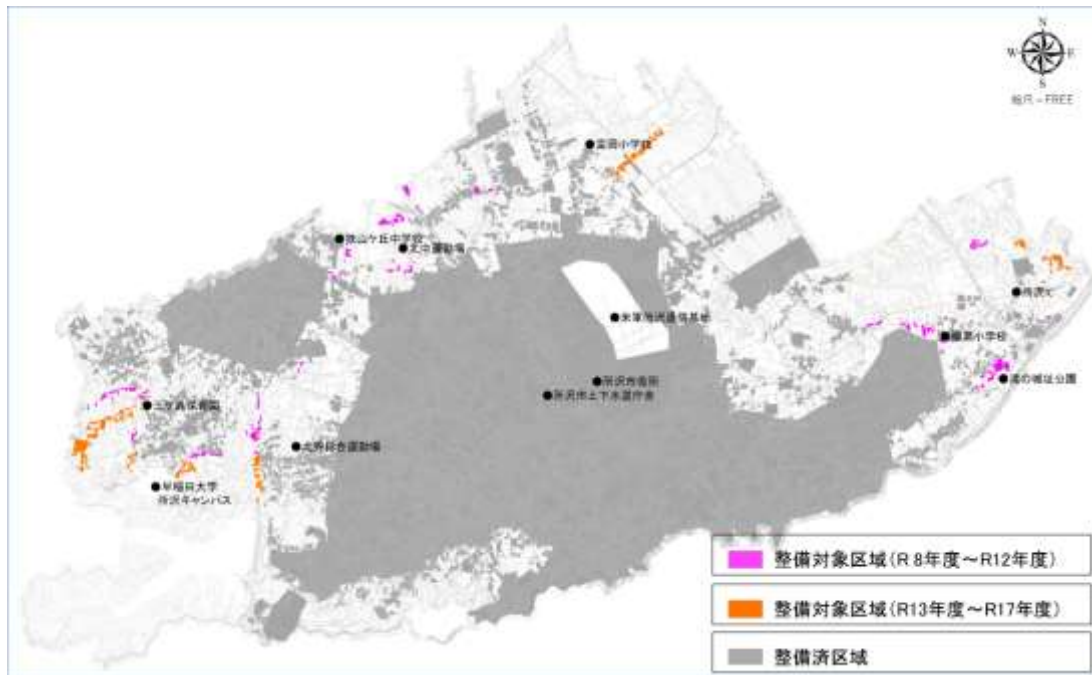 N
W
E
S
縮尺=FREE
富岡小学校
狭山ケ丘中学校
北中運動場
所沢IC
米軍所沢通信基地
柳瀬小学校
所沢市役所
滝の城址公園
所沢市上下水道庁舎
三ケ島保育園
北野総合運動場
早稲田大学
所沢キャンパス
整備対象区域(R 8年度～R12年度)
整備対象区域(R13年度～R17年度)
整備済区域